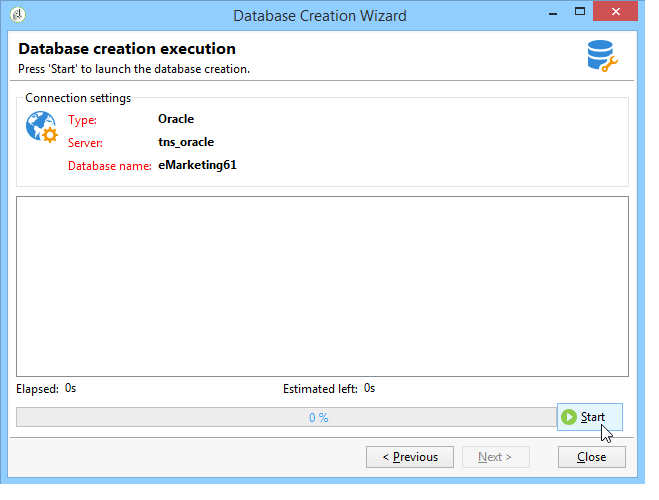 Database Creation Wizard
Database creation execution
Press 'Start' to launch the database creation.
Connection settings
Type: Oracle
Server: tns_oracle
Database name: eMarketing61
Elapsed: 0s Estimated left: 0s
0 % Start
< Previous Next > Close